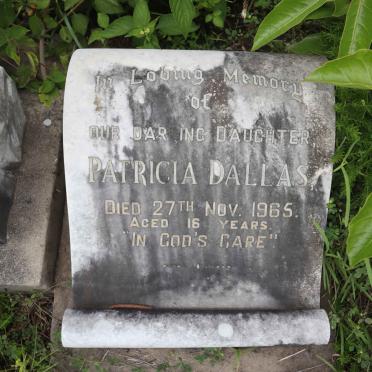 In Loving Memory
of
OUR DARLING DAUGHTER
PATRICIA DALLAS,
DIED 27TH NOV. 1965.
AGED 16 YEARS.
"IN GOD'S CARE"